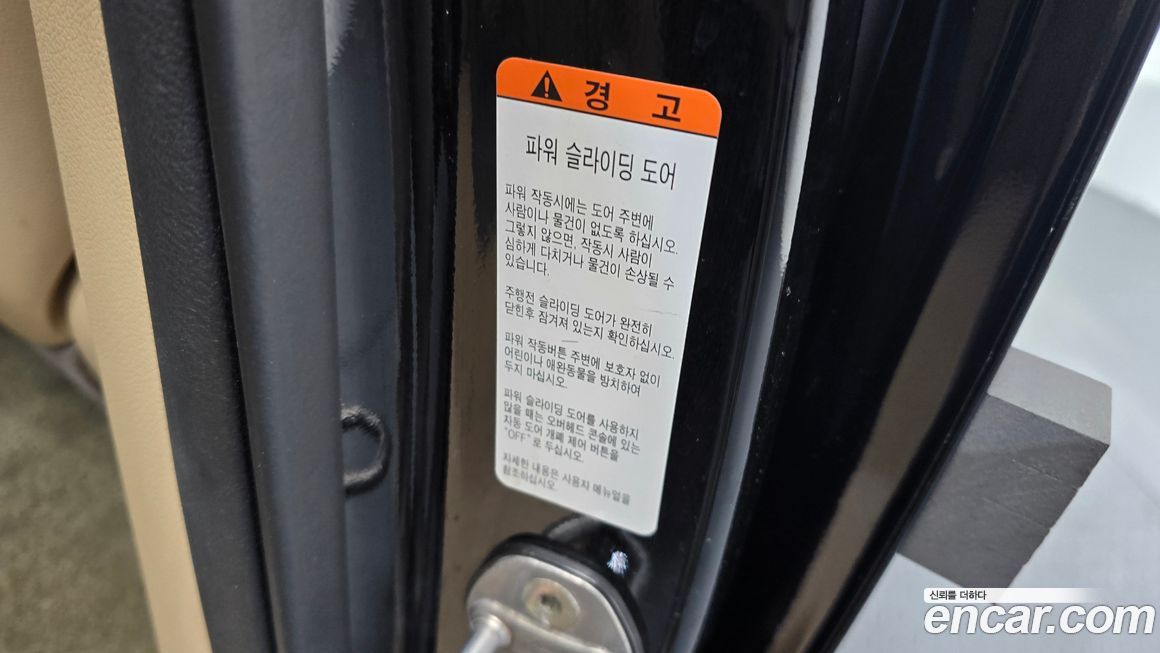 경 고
파워 슬라이딩 도어
파워 작동시에는 도어 주변에
사람이나 물건이 없도록 하십시오.
그렇지 않으면, 작동시 사람이
심하게 다치거나 물건이 손상될 수
있습니다.
주행전 슬라이딩 도어가 완전히
닫힌후 잠겨져 있는지 확인하십시오.
파워 작동버튼 주변에 보호자 없이
어린이나 애완동물을 방치하여
두지 마십시오.
파워 슬라이딩 도어를 사용하지
않을 때는 오버헤드 콘솔에 있는
자동 도어 개폐 제어 버튼을
"OFF"로 두십시오.
자세한 내용은 사용자 메뉴얼을
참조하십시오.
신뢰를 더하다
encar.com